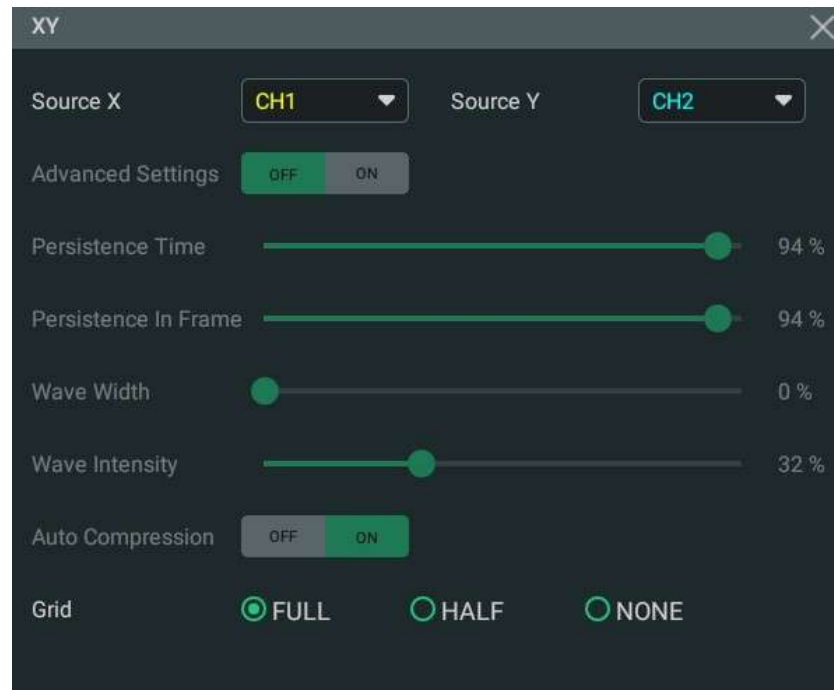 XY
Source X CH1 Source Y CH2
Advanced Settings OFF ON
Persistence Time 94 %
Persistence In Frame 94 %
Wave Width 0 %
Wave Intensity 32 %
Auto Compression OFF ON
Grid FULL HALF NONE